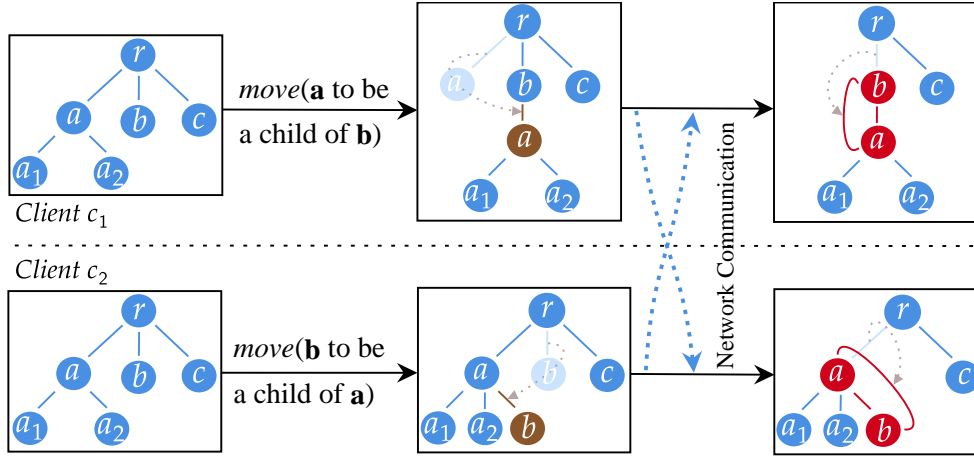 r
a b c
a1 a2
Client c1
move(a to be
a child of b)
r
a b c
a
a1 a2
r
b c
a
a1 a2
Network Communication
Client c2
r
a b c
a1 a2
move(b to be
a child of a)
r
a b c
a1 a2 b
r
a c
a1 a2 b